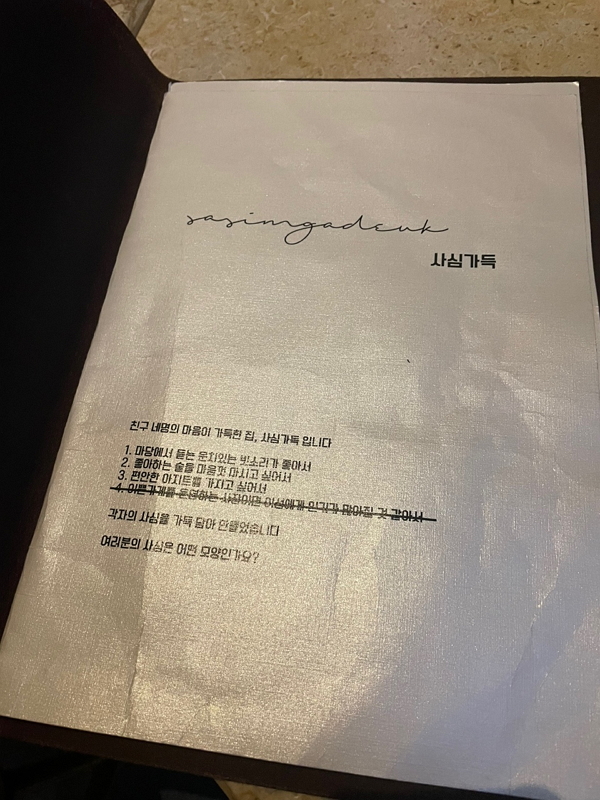 sasimgadeuk
사심가득
친구 네명의 마음이 가득한 집, 사심가득 입니다
1. 마당에서 듣는 운치있는 빗소리가 좋아서
2. 좋아하는 술을 마음껏 마시고 싶어서
3. 편안한 아지트를 가지고 싶어서
4. 이쁜가게를 운영하는 사장이면 이성에게 인기가 많아질 것 같아서
각자의 사심을 가득 담아 만들었습니다
여러분의 사심은 어떤 모양인가요?